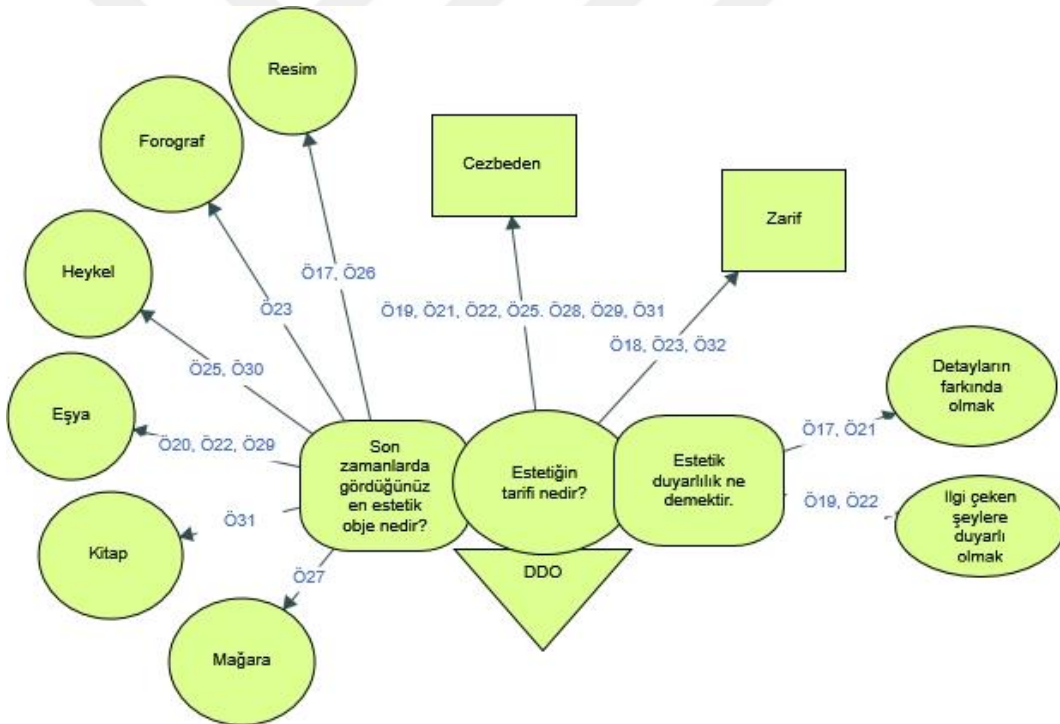 Resim
Forograf
Cezbeden
Zarif
Heykel
Ö17, Ö26
Ö23
Ö19, Ö21, Ö22, Ö25. Ö28, Ö29, Ö31
Ö18, Ö23, Ö32
Ö25, Ö30
Eşya
Detayların
farkında
olmak
Ö20, Ö22, Ö29
Ö17, Ö21
Son
zamanlarda
gördüğünüz
en estetik
obje nedir?
Estetiğin
tarifi nedir?
Estetik
duyarlılık ne
demektir.
Ö19, Ö22
İlgi çeken
şeylere
duyarlı
olmak
Ö31
Kitap
Ö27
DDO
Mağara